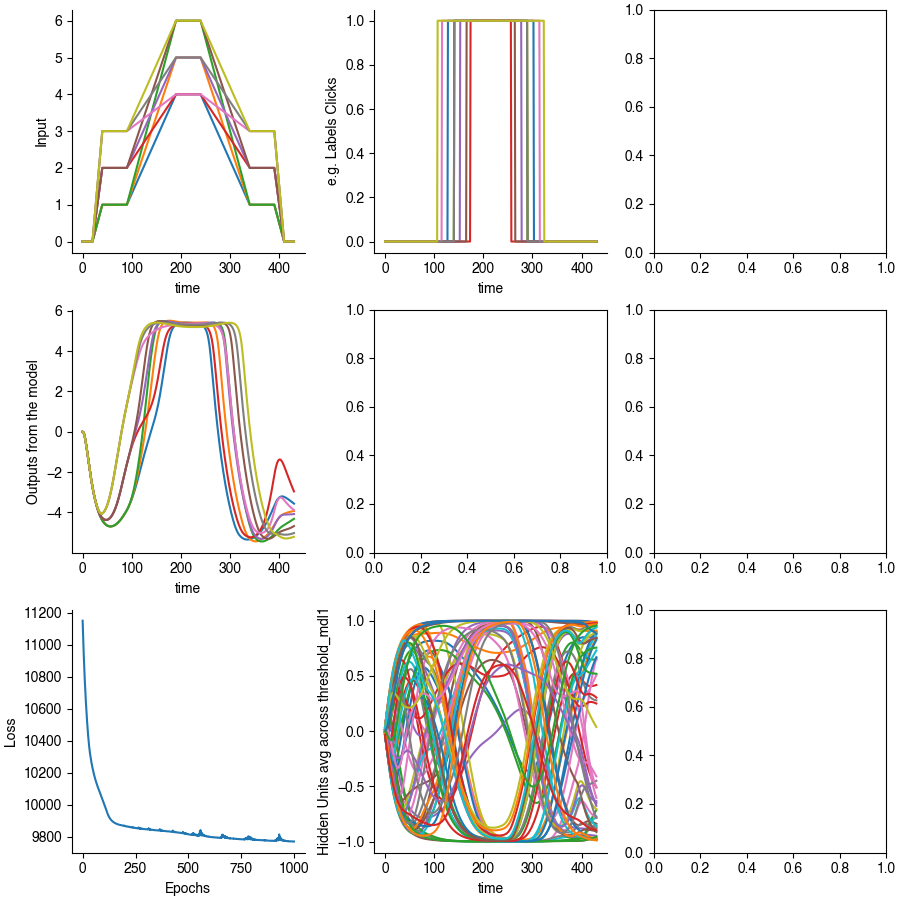 6
5
4
3
2
1
0
Input
0 100 200 300 400
time
1.0
0.8
0.6
0.4
0.2
0.0
e.g. Labels Clicks
0 100 200 300 400
time
1.0
0.8
0.6
0.4
0.2
0.0
0.0 0.2 0.4 0.6 0.8 1.0
6
4
2
0
−2
−4
Outputs from the model
0 100 200 300 400
time
1.0
0.8
0.6
0.4
0.2
0.0
0.0 0.2 0.4 0.6 0.8 1.0
1.0
0.8
0.6
0.4
0.2
0.0
0.0 0.2 0.4 0.6 0.8 1.0
11200
11000
10800
10600
10400
10200
10000
9800
Loss
0 250 500 750 1000
Epochs
1.0
0.5
0.0
−0.5
−1.0
Hidden Units avg across threshold_mdl1
0 100 200 300 400
time
1.0
0.8
0.6
0.4
0.2
0.0
0.0 0.2 0.4 0.6 0.8 1.0